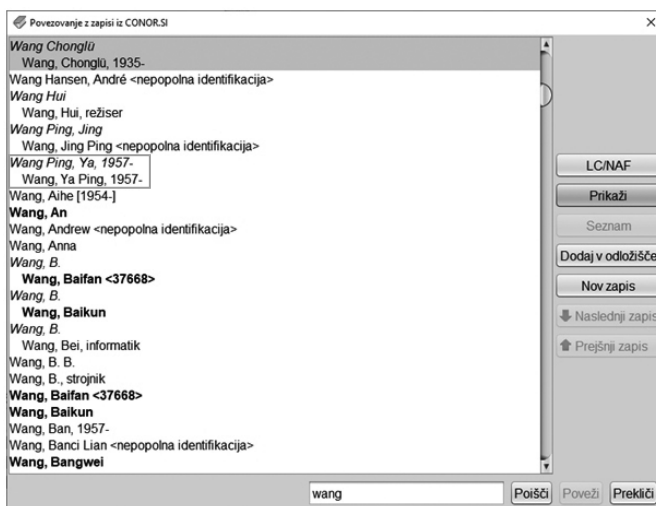 Povezovanje z zapisi iz CONOR.SI
Wang Chonglü
Wang, Chonglü, 1935-
Wang Hansen, André <nepopolna identifikacija>
Wang Hui
Wang, Hui, režiser
Wang Ping, Jing
Wang, Jing Ping <nepopolna identifikacija>
Wang Ping, Ya, 1957-
Wang, Ya Ping, 1957-
Wang, Aihe [1954-]
Wang, An
Wang, Andrew <nepopolna identifikacija>
Wang, Anna
Wang, B.
Wang, Baifan <37668>
Wang, B.
Wang, Baikun
Wang, B.
Wang, Bei, informatik
Wang, B. B.
Wang, B., strojnik
Wang, Baifan <37668>
Wang, Baikun
Wang, Ban, 1957-
Wang, Banci Lian <nepopolna identifikacija>
Wang, Bangwei
LC/NAF
Prikaži
Seznam
Dodaj v odložišče
Nov zapis
Naslednji zapis
Prejšnji zapis
wang
Poišči
Poveži
Prekliči